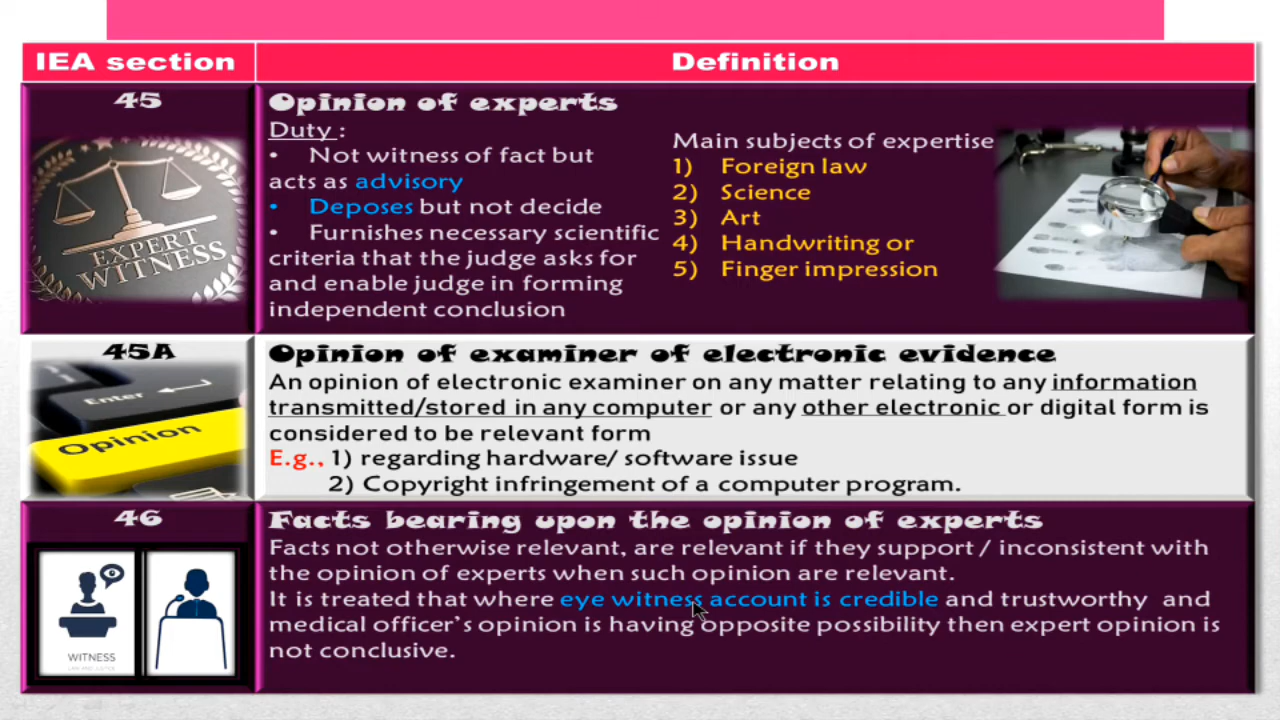 IEA section
Definition
45
EXPERT
WITNESS
Opinion of experts
Duty :
• Not witness of fact but
acts as advisory
• Deposes but not decide
• Furnishes necessary scientific
criteria that the judge asks for
and enable judge in forming
independent conclusion
Main subjects of expertise
1) Foreign law
2) Science
3) Art
4) Handwriting or
5) Finger impression
45A
Enter
Opinion
Opinion of examiner of electronic evidence
An opinion of electronic examiner on any matter relating to any information
transmitted/stored in any computer or any other electronic or digital form is
considered to be relevant form
E.g., 1) regarding hardware/ software issue
2) Copyright infringement of a computer program.
46
WITNESS
Facts bearing upon the opinion of experts
Facts not otherwise relevant, are relevant if they support / inconsistent with
the opinion of experts when such opinion are relevant.
It is treated that where eye witness account is credible and trustworthy and
medical officer's opinion is having opposite possibility then expert opinion is
not conclusive.